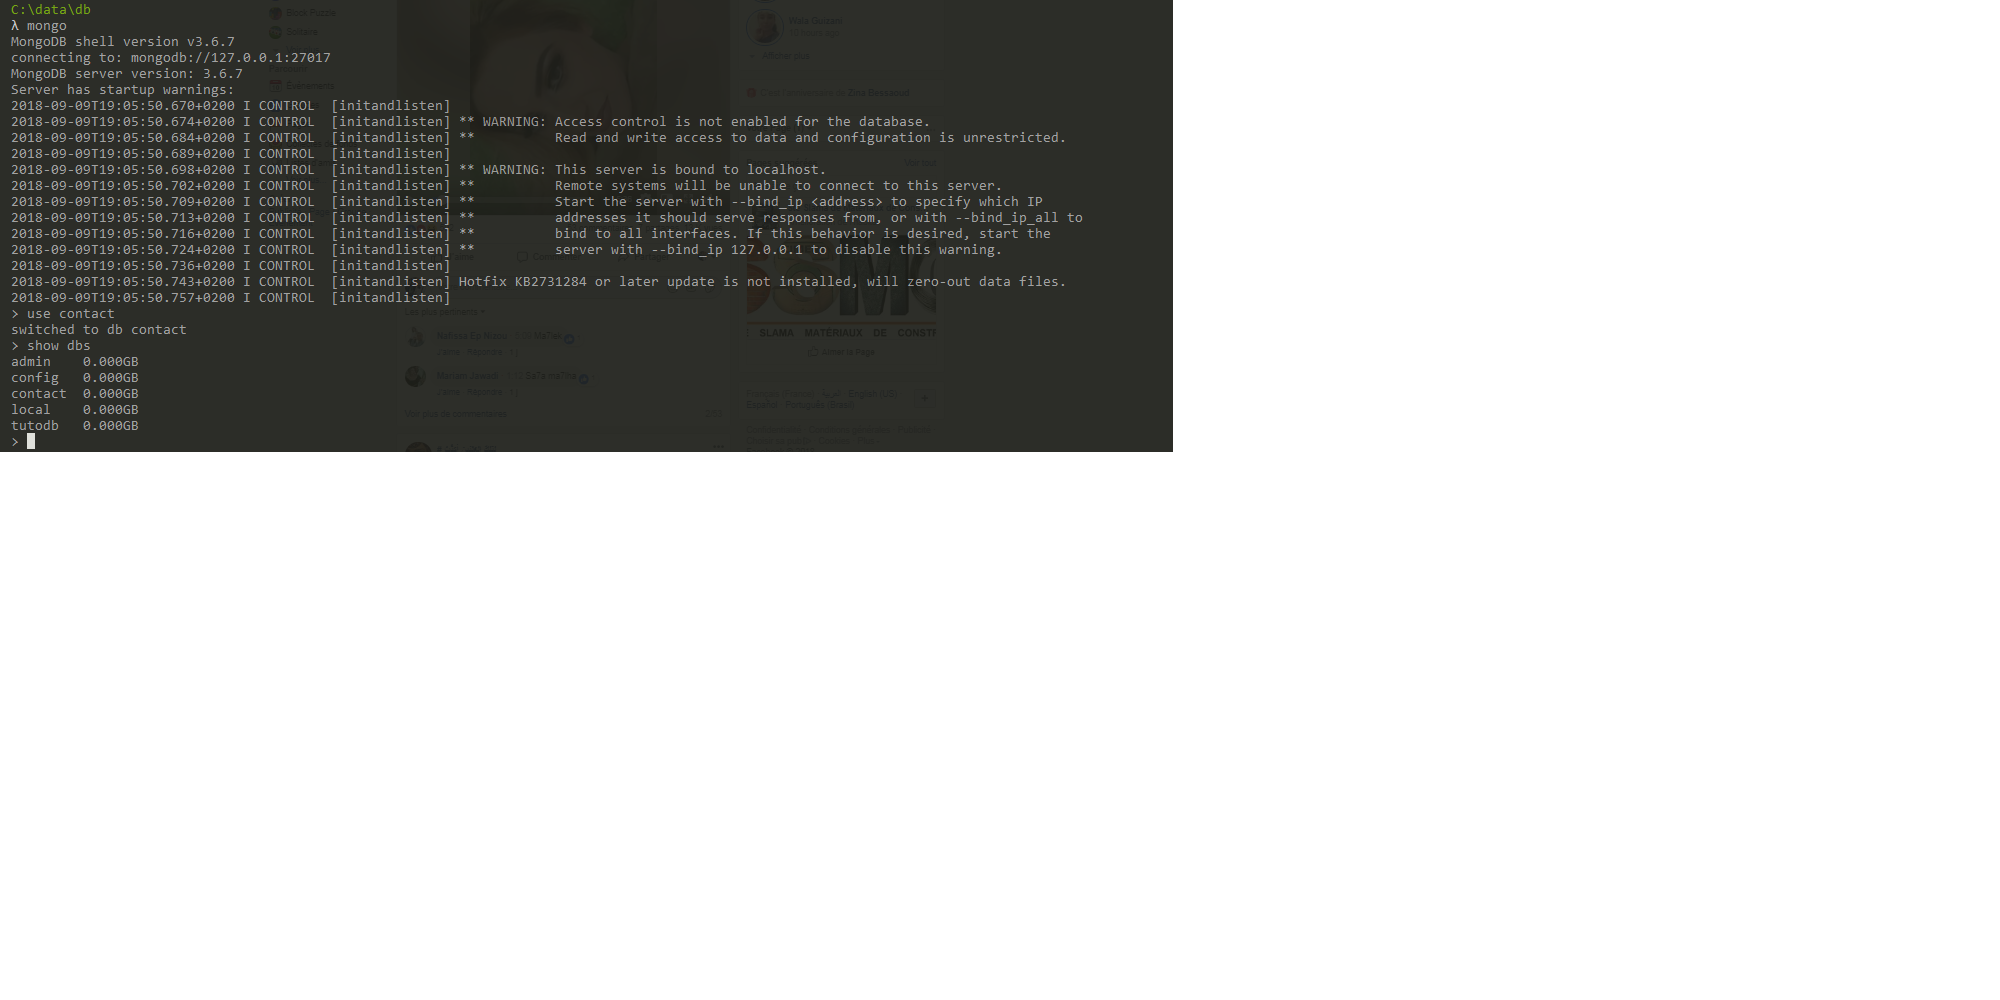 C:\data\db
λ mongo
MongoDB shell version v3.6.7
connecting to: mongodb://127.0.0.1:27017
MongoDB server version: 3.6.7
Server has startup warnings:
2018-09-09T19:05:50.670+0200 I CONTROL  [initandlisten]
2018-09-09T19:05:50.674+0200 I CONTROL  [initandlisten] ** WARNING: Access control is not enabled for the database.
2018-09-09T19:05:50.684+0200 I CONTROL  [initandlisten] **          Read and write access to data and configuration is unrestricted.
2018-09-09T19:05:50.689+0200 I CONTROL  [initandlisten]
2018-09-09T19:05:50.698+0200 I CONTROL  [initandlisten] ** WARNING: This server is bound to localhost.
2018-09-09T19:05:50.702+0200 I CONTROL  [initandlisten] **          Remote systems will be unable to connect to this server.
2018-09-09T19:05:50.709+0200 I CONTROL  [initandlisten] **          Start the server with --bind_ip <address> to specify which IP
2018-09-09T19:05:50.713+0200 I CONTROL  [initandlisten] **          addresses it should serve responses from, or with --bind_ip_all to
2018-09-09T19:05:50.716+0200 I CONTROL  [initandlisten] **          bind to all interfaces. If this behavior is desired, start the
2018-09-09T19:05:50.724+0200 I CONTROL  [initandlisten] **          server with --bind_ip 127.0.0.1 to disable this warning.
2018-09-09T19:05:50.736+0200 I CONTROL  [initandlisten]
2018-09-09T19:05:50.743+0200 I CONTROL  [initandlisten] Hotfix KB2731284 or later update is not installed, will zero-out data files.
2018-09-09T19:05:50.757+0200 I CONTROL  [initandlisten]
> use contact
switched to db contact
> show dbs
admin    0.000GB
config   0.000GB
contact  0.000GB
local    0.000GB
tutodb   0.000GB
>
Afficher plus
Voir tout
SLAMA MATERIAUX DE CONST
Voir plus de commentaires